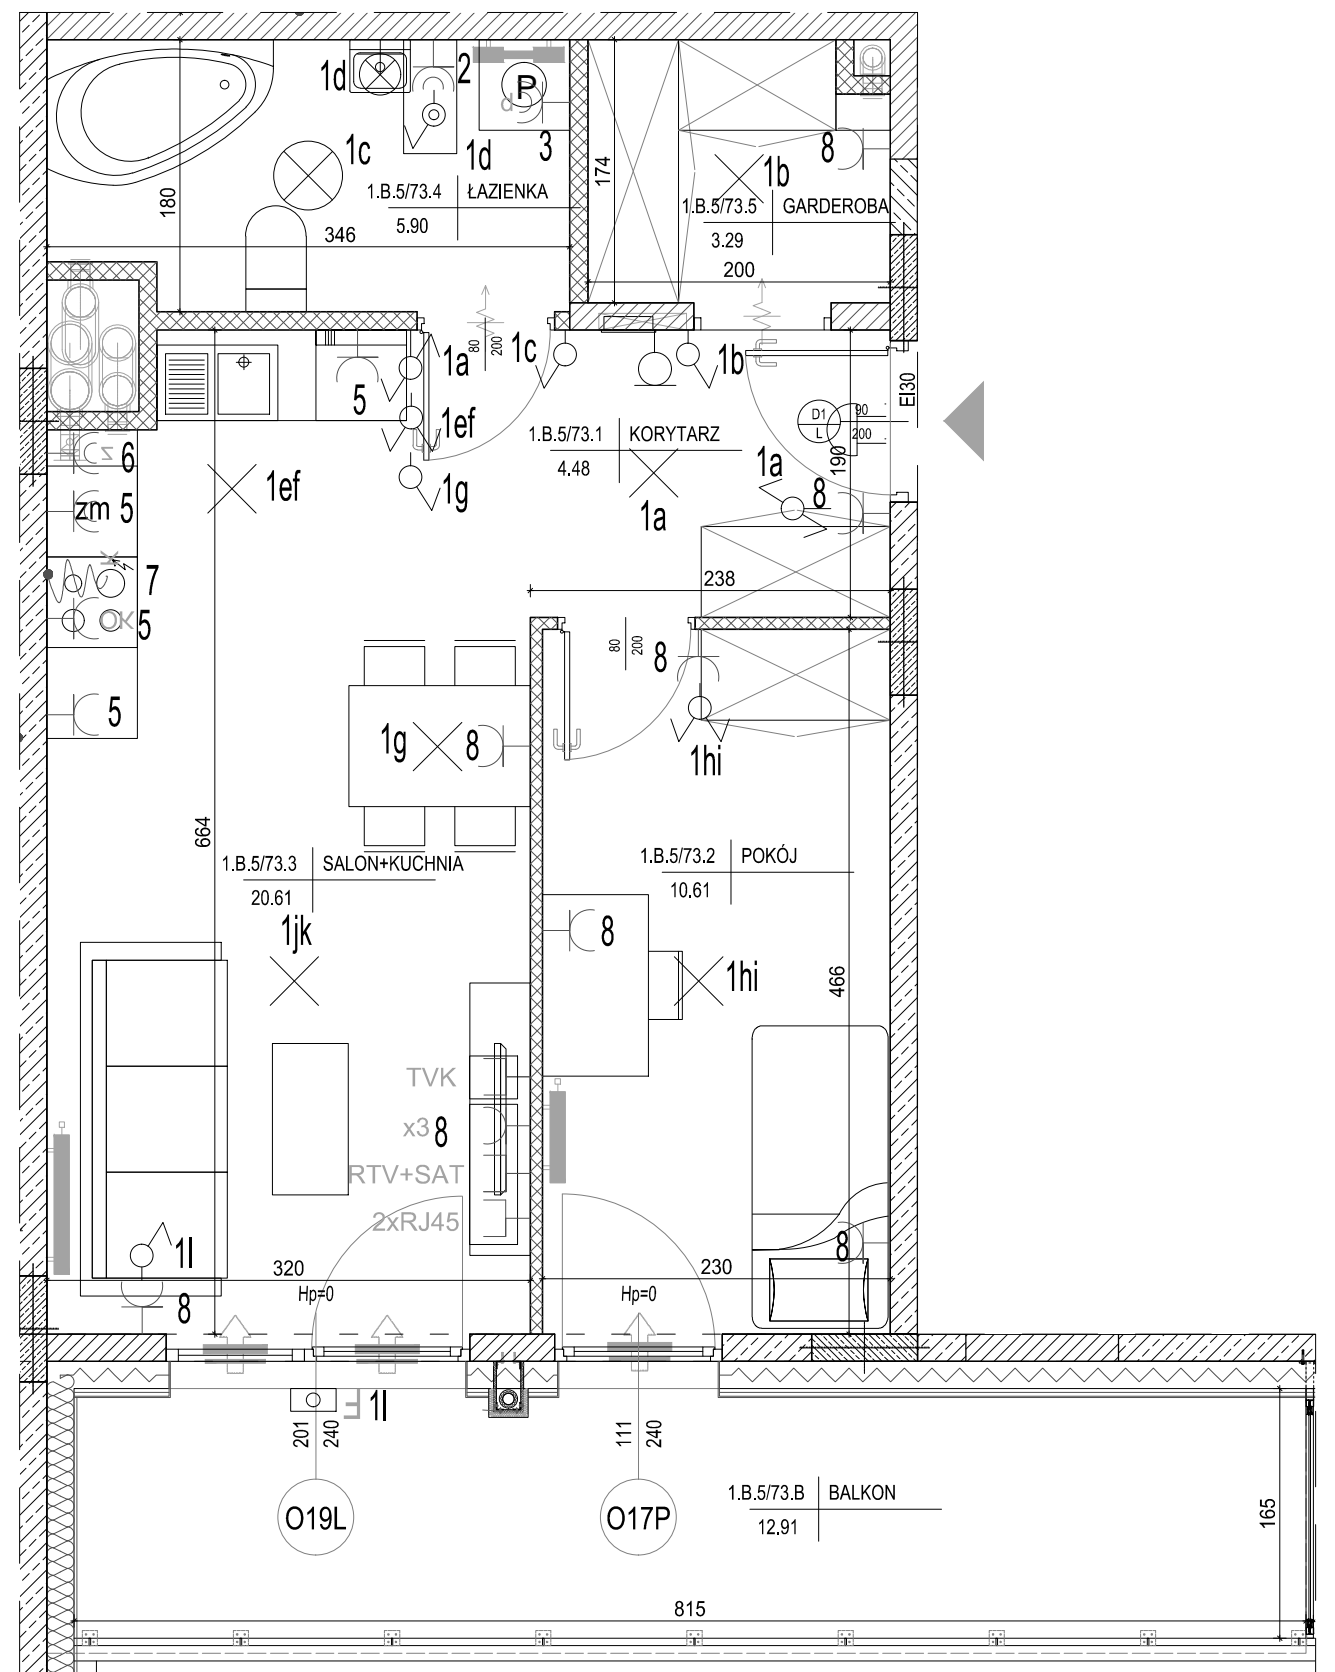 1d
2
P
d
3
1c
1d
1.B.5/73.4 ŁAZIENKA
5.90
180
346
174
8
1b
1.B.5/73.5 GARDEROBA
3.29
200
80
200
1a
1c
1b
5
1ef
EI30
D1
L
90
200
1.B.5/73.1 KORYTARZ
4.48
190
6
Z
zm 5
1ef
1g
1a
1a
8
K
7
OK 5
238
80
200
8
5
1g
8
1hi
664
1.B.5/73.3 SALON+KUCHNIA
20.61
1.B.5/73.2 POKÓJ
10.61
1jk
8
1hi
466
TVK
x3 8
RTV+SAT
2xRJ45
1l
8
8
320
230
Hp=0
Hp=0
1l
201
240
111
240
O19L
O17P
1.B.5/73.B BALKON
12.91
165
815